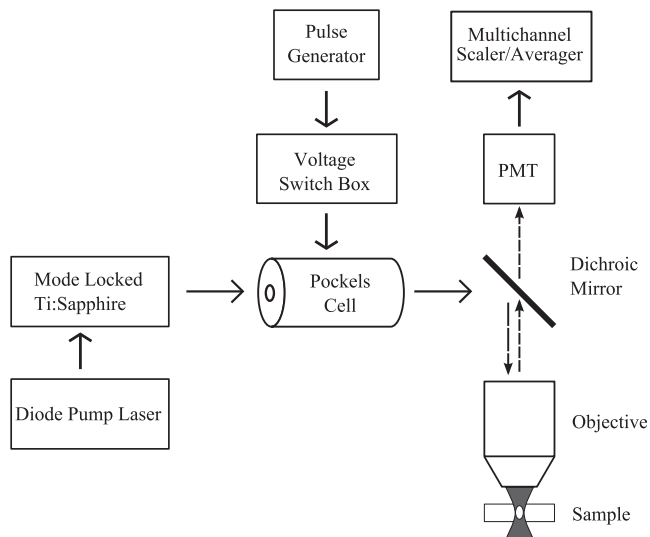 Pulse
Generator
Multichannel
Scaler/Averager
Voltage
Switch Box
PMT
Mode Locked
Ti:Sapphire
Pockels
Cell
Dichroic
Mirror
Diode Pump Laser
Objective
Sample